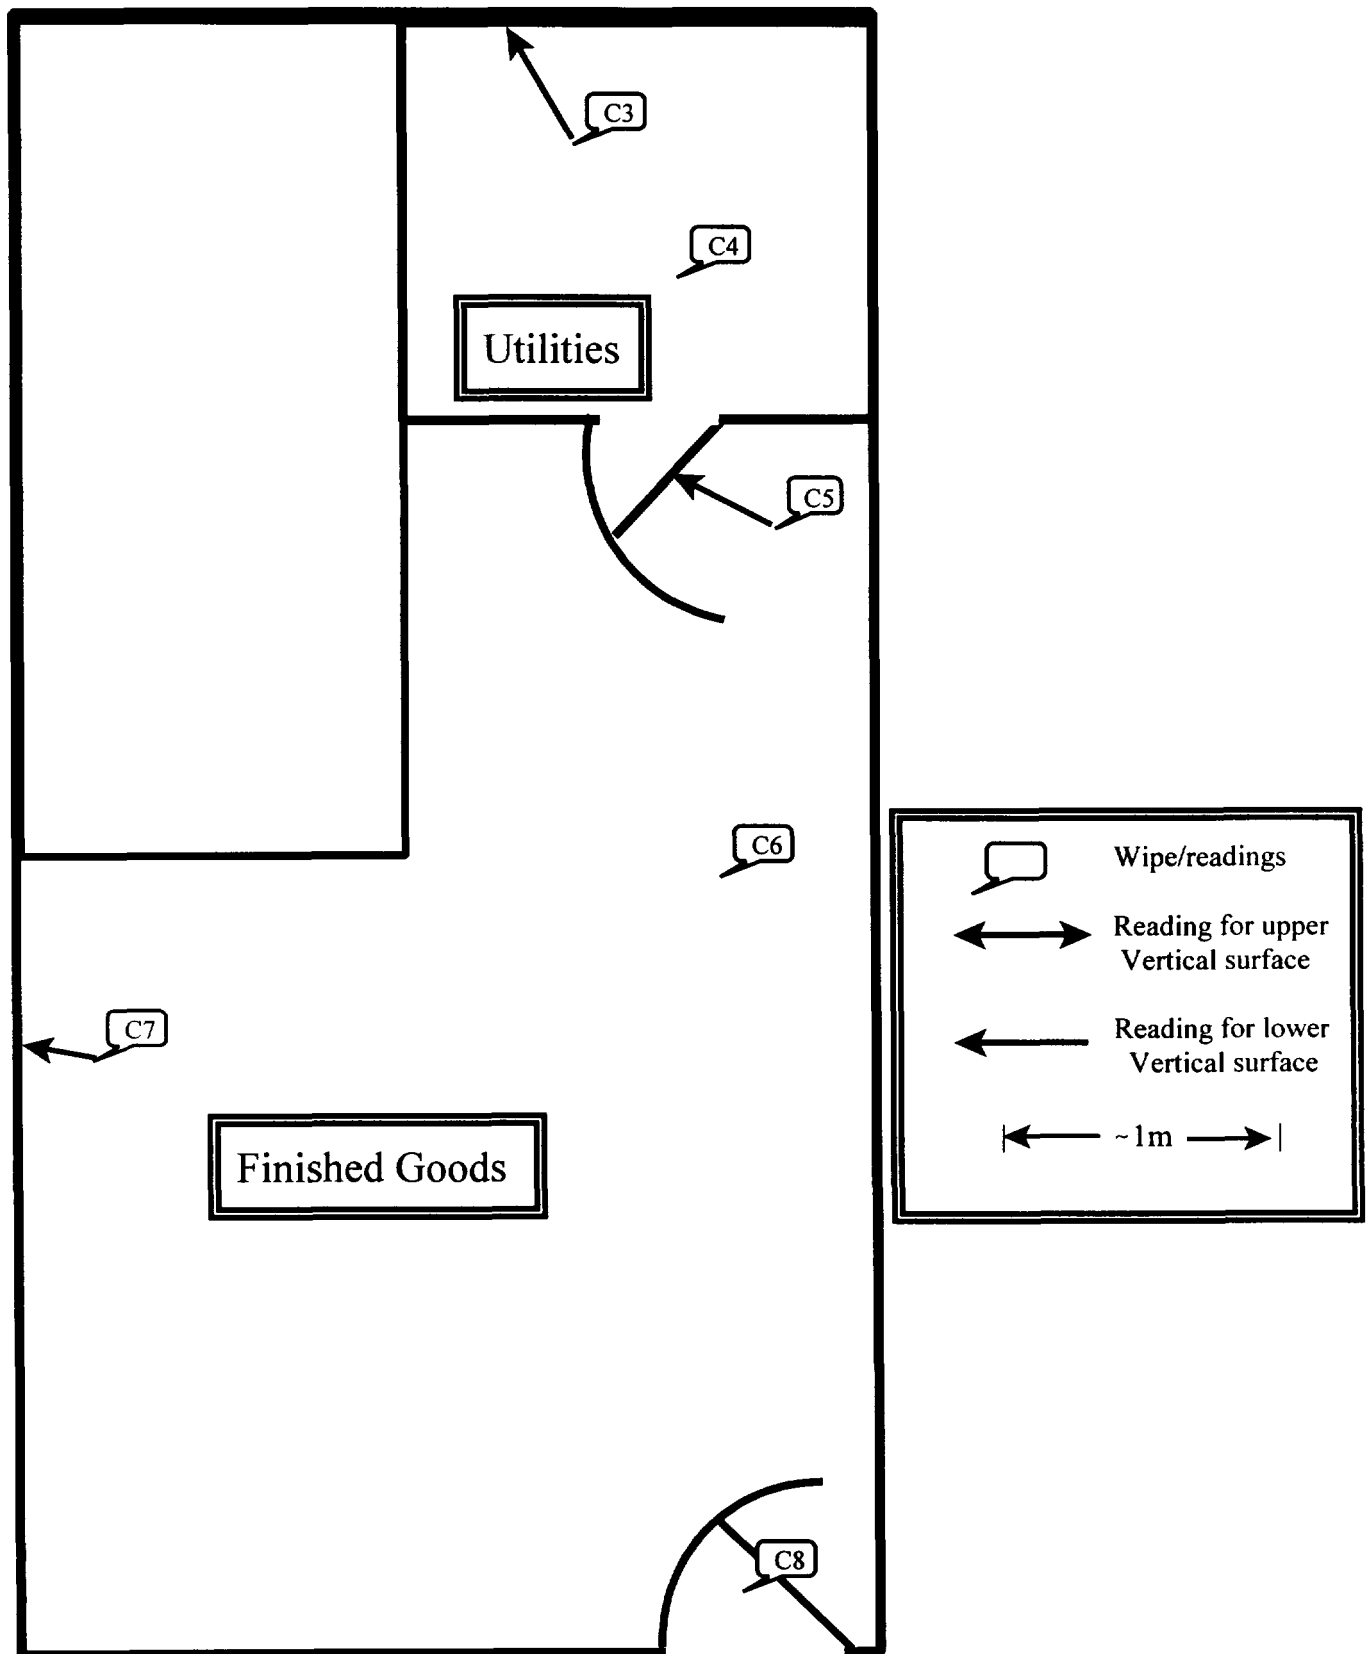 C3
C4
Utilities
C5
C6
C7
Finished Goods
C8
Wipe/readings
Reading for upper
Vertical surface
Reading for lower
Vertical surface
~1m